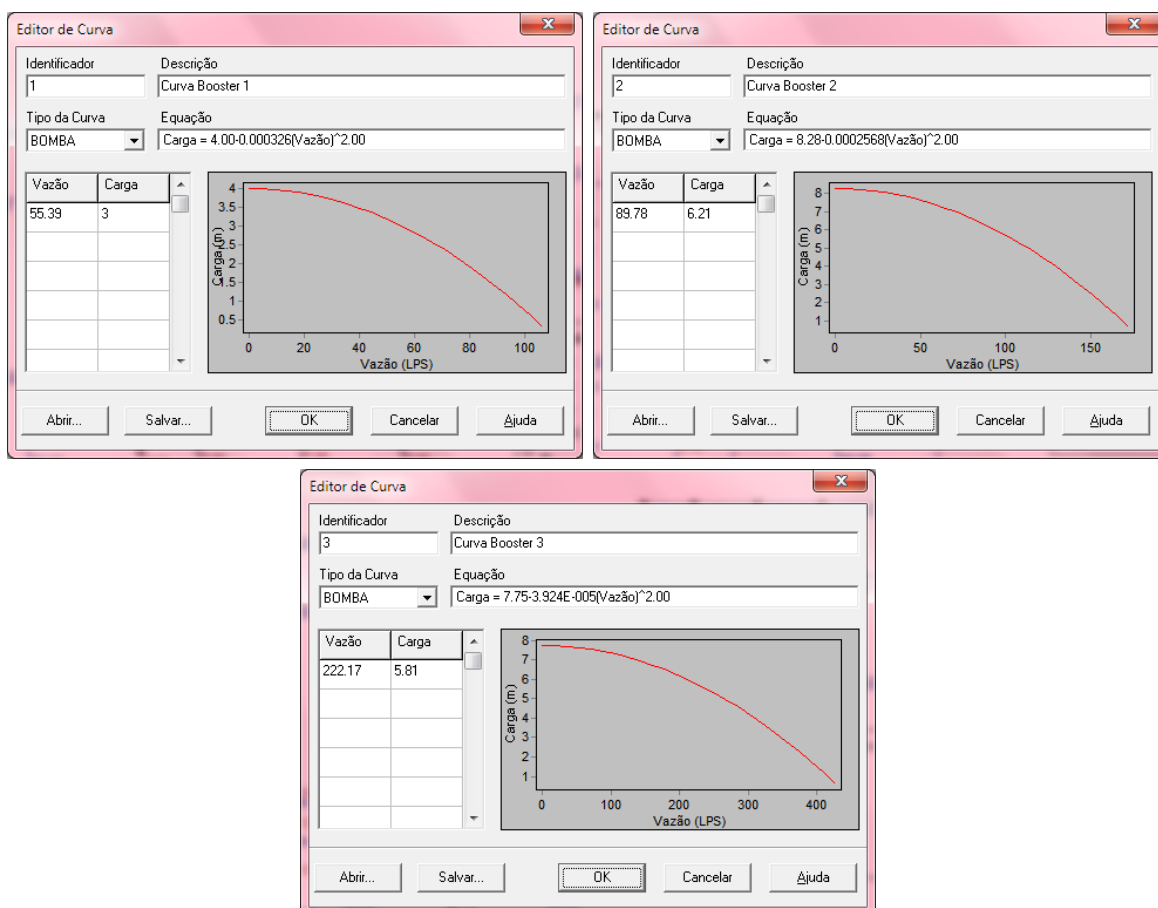 Editor de Curva
Identificador Descrição
1 Curva Booster 1
Tipo da Curva Equação
BOMBA Carga = 4.00-0.000326(Vazão)^2.00
Vazão Carga
55.39 3
Carga (m)
4
3.5
3
2.5
2
1.5
1
0.5
0 20 40 60 80 100
Vazão (LPS)
Abrir... Salvar... OK Cancelar Ajuda
Editor de Curva
Identificador Descrição
2 Curva Booster 2
Tipo da Curva Equação
BOMBA Carga = 8.28-0.0002568(Vazão)^2.00
Vazão Carga
89.78 6.21
Carga (m)
8
7
6
5
4
3
2
1
0 50 100 150
Vazão (LPS)
Abrir... Salvar... OK Cancelar Ajuda
Editor de Curva
Identificador Descrição
3 Curva Booster 3
Tipo da Curva Equação
BOMBA Carga = 7.75-3.924E-005(Vazão)^2.00
Vazão Carga
222.17 5.81
Carga (m)
8
7
6
5
4
3
2
1
0 100 200 300 400
Vazão (LPS)
Abrir... Salvar... OK Cancelar Ajuda